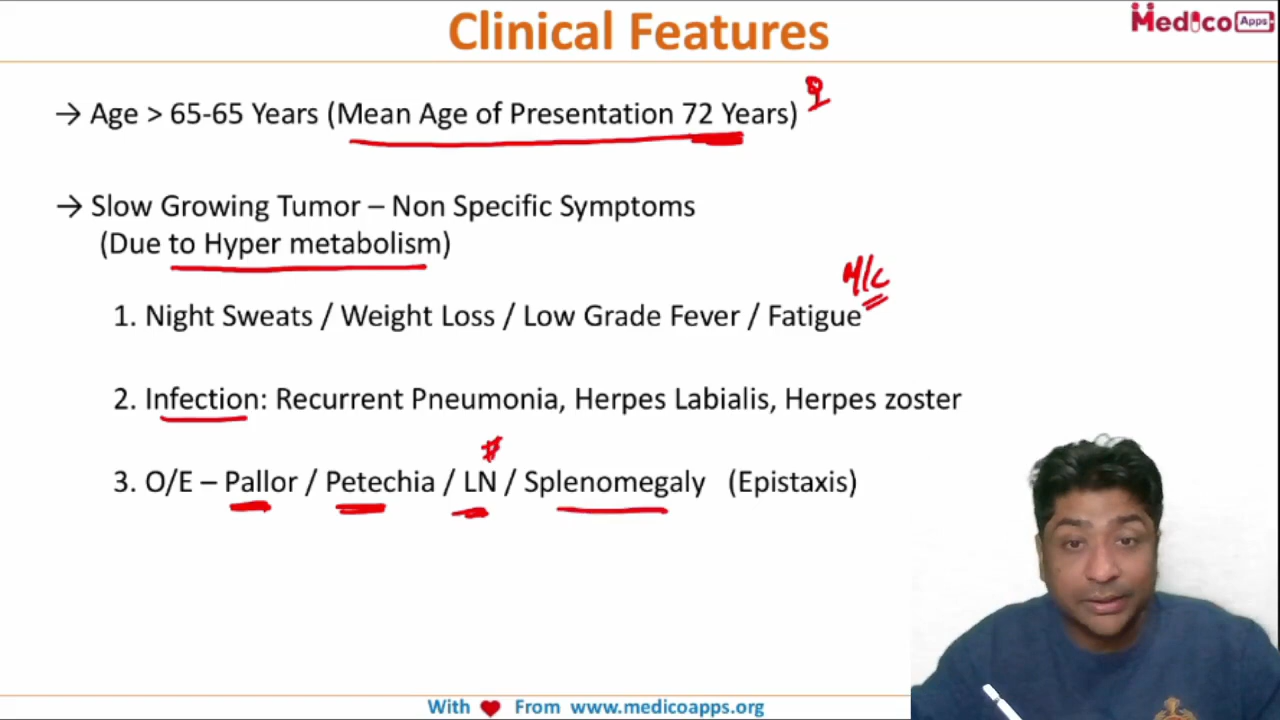 Clinical Features
Medico Apps
→ Age > 65-65 Years (Mean Age of Presentation 72 Years)
→ Slow Growing Tumor – Non Specific Symptoms
(Due to Hyper metabolism)
M/C
1. Night Sweats / Weight Loss / Low Grade Fever / Fatigue
2. Infection: Recurrent Pneumonia, Herpes Labialis, Herpes zoster
3. O/E – Pallor / Petechia / LN / Splenomegaly (Epistaxis)
With ❤ From www.medicoapps.org